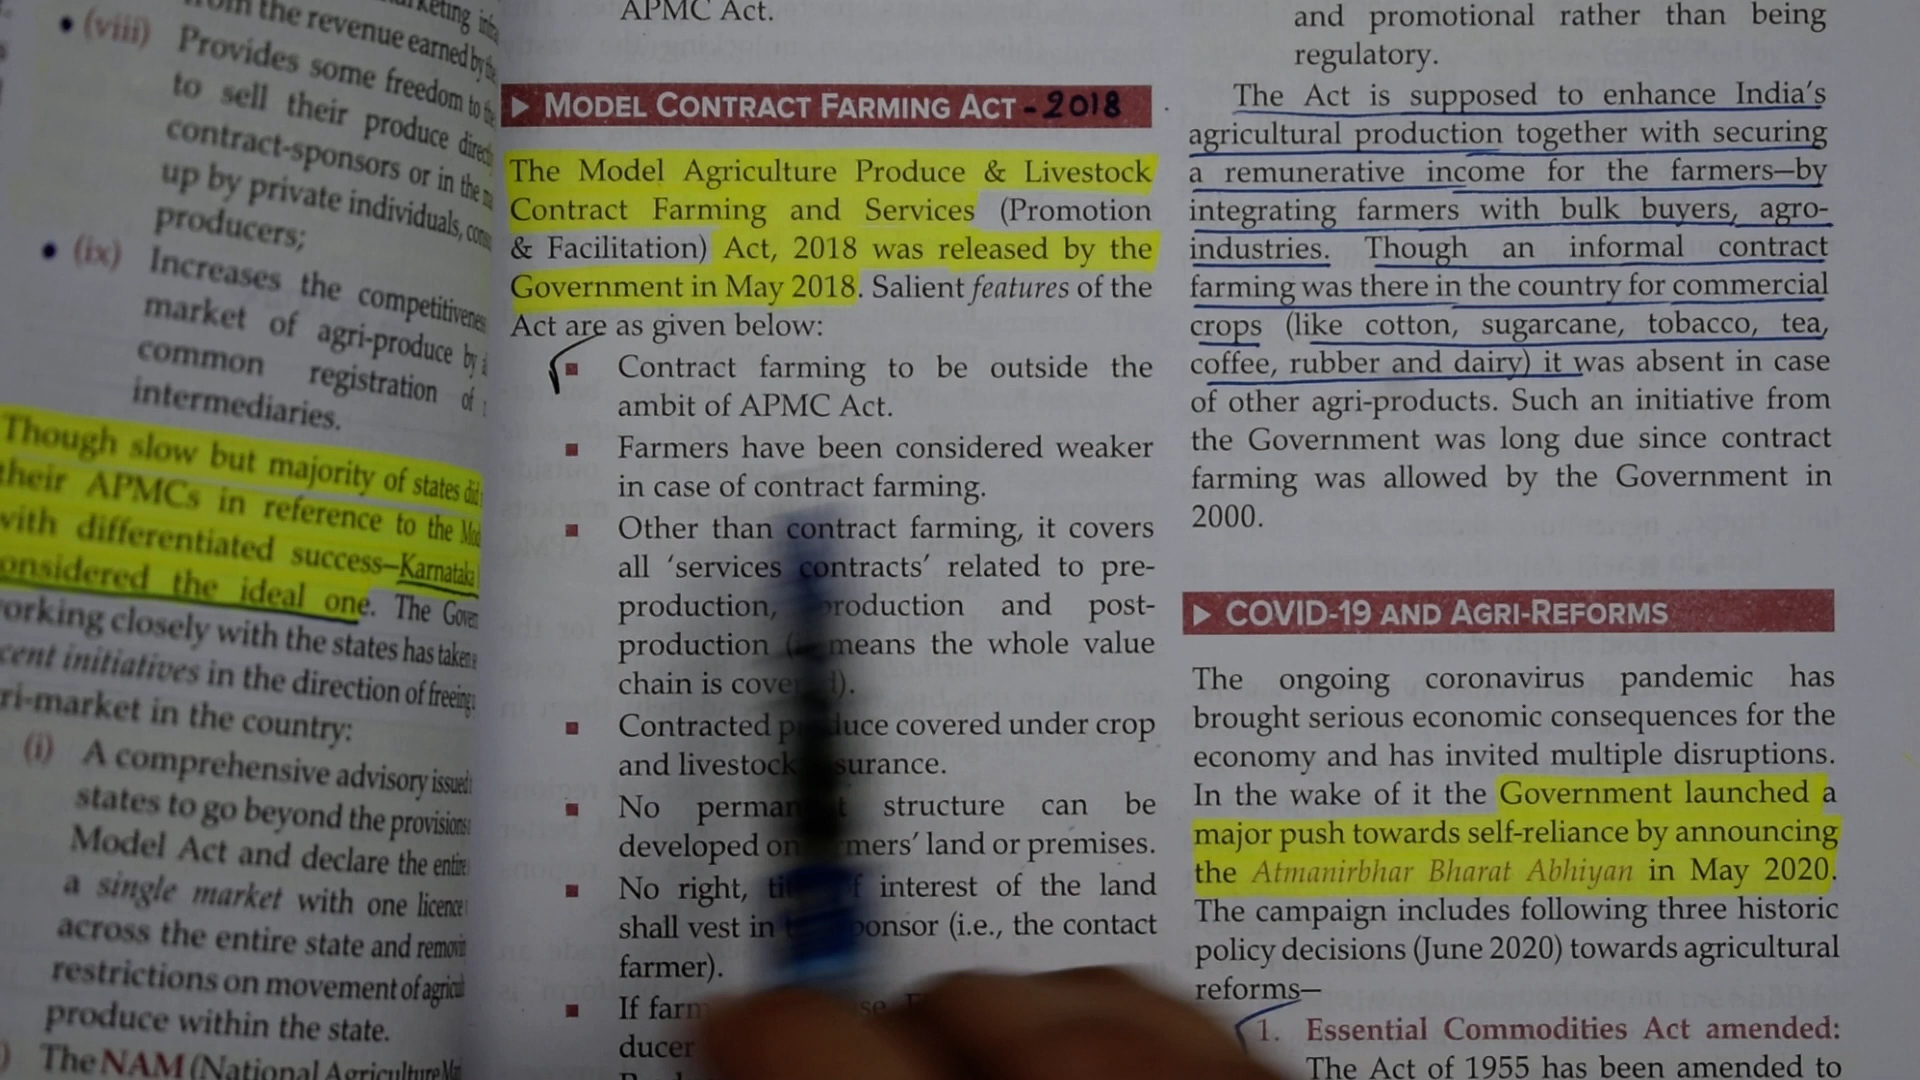 from the revenue earned by the
• (viii) Provides some freedom to
to sell their produce
contract-sponsors or in the
up by private individuals,
producers;
• (ix) Increases the competitiveness
market of agri-produce by
common registration of
intermediaries.
Though slow but majority of states
their APMCs in reference to the
with differentiated success—Karnataka
considered the ideal one. The
working closely with the states has taken
initiatives in the direction of freeing
in the country:
(i) A comprehensive advisory issued
states to go beyond the provisions
Model Act and declare the entire
a single market with one licence
across the entire state and
restrictions on movement of
produce within the state.
The NAM (National Agriculture
APMC Act.
▶ MODEL CONTRACT FARMING ACT - 2018
The Model Agriculture Produce & Livestock
Contract Farming and Services (Promotion
& Facilitation) Act, 2018 was released by the
Government in May 2018. Salient features of the
Act are as given below:
▪ Contract farming to be outside the
ambit of APMC Act.
▪ Farmers have been considered weaker
in case of contract farming.
▪ Other than contract farming, it covers
all ‘services contracts’ related to pre-
production, production and post-
production ( means the whole value
chain is covered).
▪ Contracted produce covered under crop
and livestock insurance.
▪ No permanent structure can be
developed on farmers’ land or premises.
▪ No right, title of interest of the land
shall vest in sponsor (i.e., the contact
farmer).
▪ If
and promotional rather than being
regulatory.
The Act is supposed to enhance India’s
agricultural production together with securing
a remunerative income for the farmers—by
integrating farmers with bulk buyers, agro-
industries. Though an informal contract
farming was there in the country for commercial
crops (like cotton, sugarcane, tobacco, tea,
coffee, rubber and dairy) it was absent in case
of other agri-products. Such an initiative from
the Government was long due since contract
farming was allowed by the Government in
2000.
▶ COVID-19 AND AGRI-REFORMS
The ongoing coronavirus pandemic has
brought serious economic consequences for the
economy and has invited multiple disruptions.
In the wake of it the Government launched a
major push towards self-reliance by announcing
the Atmanirbhar Bharat Abhiyan in May 2020.
The campaign includes following three historic
policy decisions (June 2020) towards agricultural
reforms—
1. Essential Commodities Act amended:
The Act of 1955 has been amended to